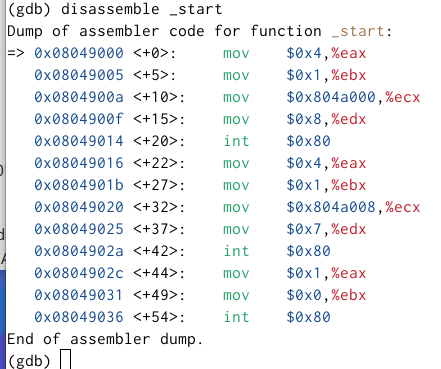 (gdb) disassemble _start
Dump of assembler code for function _start:
=> 0x08049000 <+0>:     mov    $0x4,%eax
   0x08049005 <+5>:     mov    $0x1,%ebx
   0x0804900a <+10>:    mov    $0x804a000,%ecx
   0x0804900f <+15>:    mov    $0x8,%edx
   0x08049014 <+20>:    int    $0x80
   0x08049016 <+22>:    mov    $0x4,%eax
   0x0804901b <+27>:    mov    $0x1,%ebx
   0x08049020 <+32>:    mov    $0x804a008,%ecx
   0x08049025 <+37>:    mov    $0x7,%edx
   0x0804902a <+42>:    int    $0x80
   0x0804902c <+44>:    mov    $0x1,%eax
   0x08049031 <+49>:    mov    $0x0,%ebx
   0x08049036 <+54>:    int    $0x80
End of assembler dump.
(gdb)